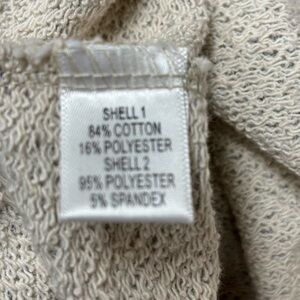 SHELL 1
84% COTTON
16% POLYESTER
SHELL 2
95% POLYESTER
5% SPANDEX